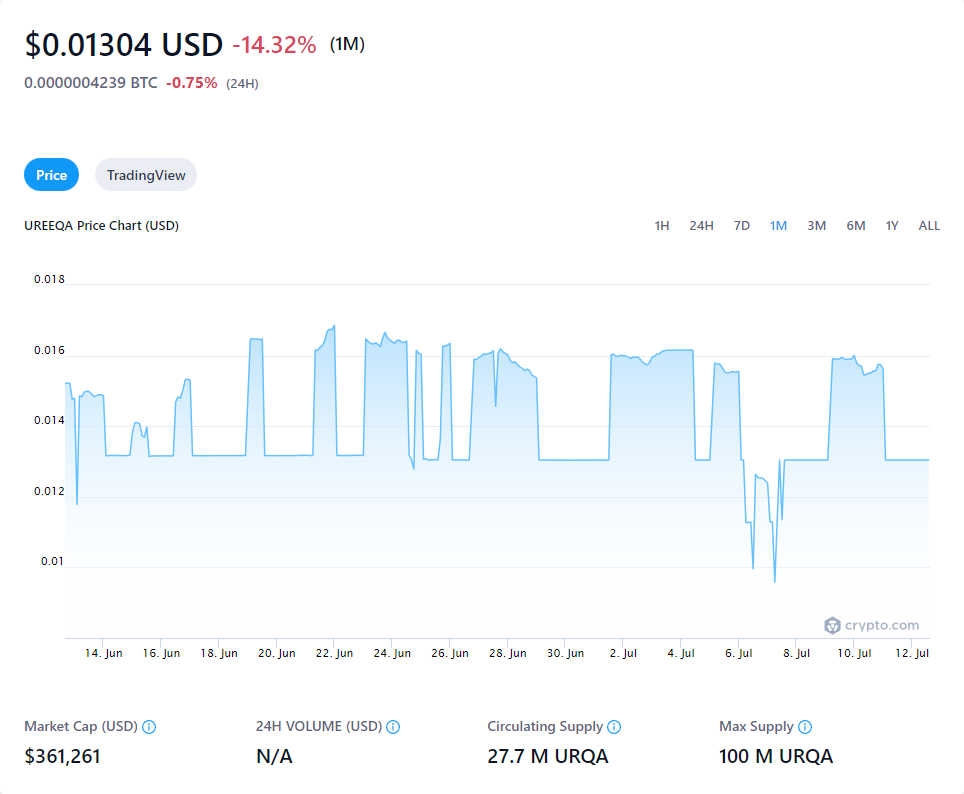 $0.01304 USD -14.32% (1M)
0.0000004239 BTC -0.75% (24H)
Price TradingView
UREEQA Price Chart (USD) 1H 24H 7D 1M 3M 6M 1Y ALL
0.018
0.016
0.014
0.012
0.01
crypto.com
14. Jun 16. Jun 18. Jun 20. Jun 22. Jun 24. Jun 26. Jun 28. Jun 30. Jun 2. Jul 4. Jul 6. Jul 8. Jul 10. Jul 12. Jul
Market Cap (USD) 24H VOLUME (USD) Circulating Supply Max Supply
$361,261 N/A 27.7 M URQA 100 M URQA